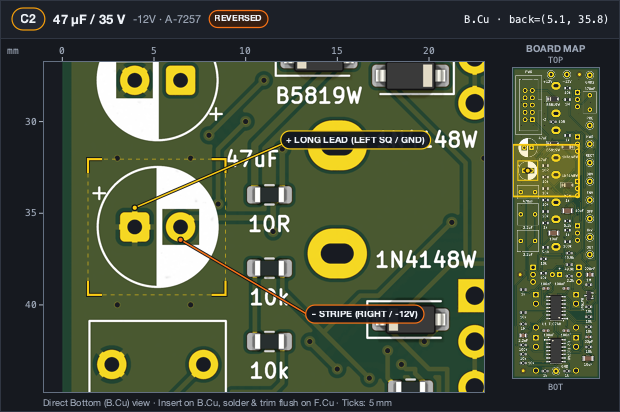 C2 47 µF / 35 V -12V · A-7257 REVERSED B.Cu · back=(5.1, 35.8)
mm 0 5 10 15 20
BOARD MAP
TOP
B5819W
+
30
+ LONG LEAD (LEFT SQ / GND)
48W
47uF
+
35
10R
1N4148W
40
10k
– STRIPE (RIGHT / -12V)
10k
BOT
Direct Bottom (B.Cu) view · Insert on B.Cu, solder & trim flush on F.Cu · Ticks: 5 mm